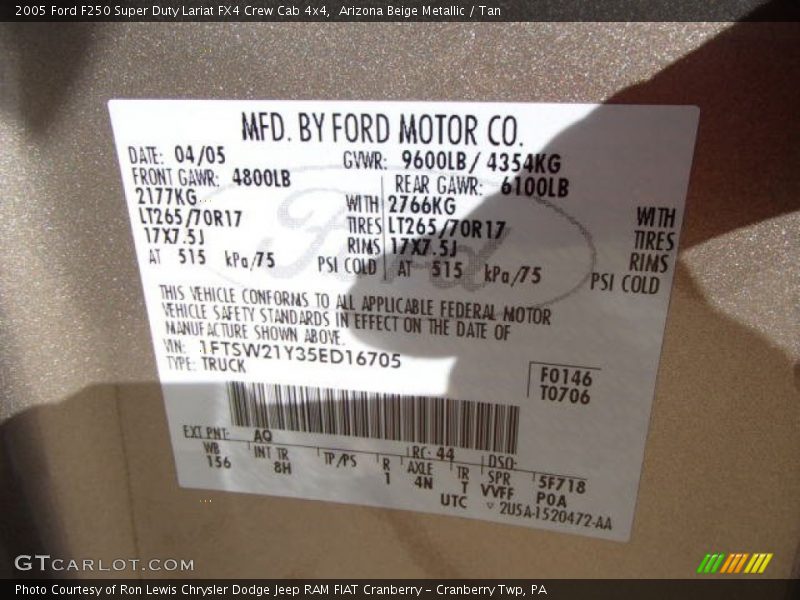 2005 Ford F250 Super Duty Lariat FX4 Crew Cab 4x4, Arizona Beige Metallic / Tan
MFD. BY FORD MOTOR CO.
DATE: 04/05 GVWR: 9600LB/ 4354KG
FRONT GAWR: 4800LB REAR GAWR: 6100LB
2177KG WITH 2766KG WITH
LT265/70R17 TIRES LT265/70R17 TIRES
17X7.5J RIMS 17X7.5J RIMS
AT 515 kPa/75 PSI COLD AT 515 kPa/75 PSI COLD
THIS VEHICLE CONFORMS TO ALL APPLICABLE FEDERAL MOTOR
VEHICLE SAFETY STANDARDS IN EFFECT ON THE DATE OF
MANUFACTURE SHOWN ABOVE.
VIN: 1FTSW21Y35ED16705
TYPE: TRUCK
F0146
T0706
EXT PNT: AQ RC: 44 DSO:
WB INT TR TP/PS R AXLE TR SPR 5F718
156 8H 1 4N T VVFF POA
UTC ▽ 2U5A-1520472-AA
Ford
GTCARLOT.COM
Photo Courtesy of Ron Lewis Chrysler Dodge Jeep RAM FIAT Cranberry - Cranberry Twp, PA